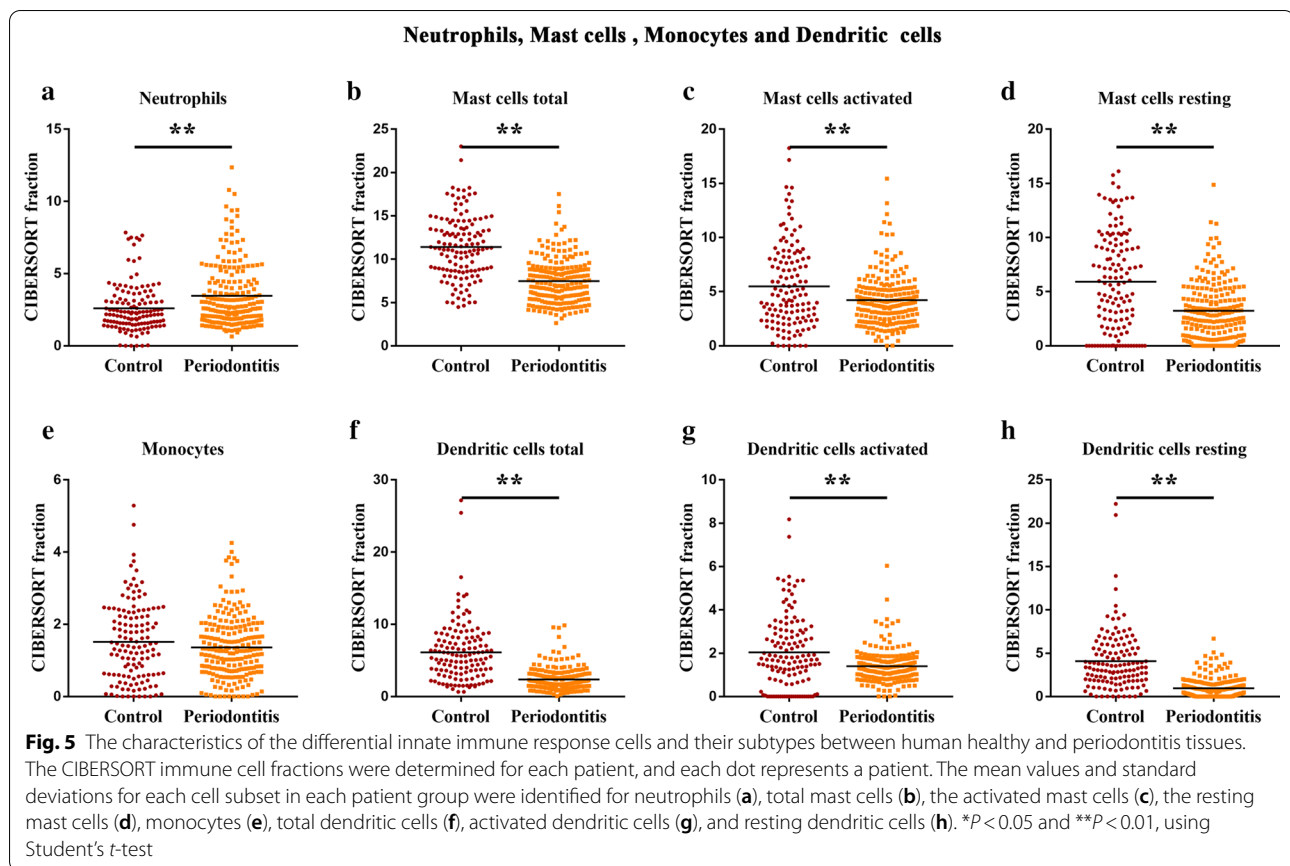 Neutrophils, Mast cells , Monocytes and Dendritic cells
a
Neutrophils
**
CIBERSORT fraction
15
10
5
0
Control Periodontitis
b
Mast cells total
**
CIBERSORT fraction
25
20
15
10
5
0
Control Periodontitis
c
Mast cells activated
**
CIBERSORT fraction
20
15
10
5
0
Control Periodontitis
d
Mast cells resting
**
CIBERSORT fraction
20
15
10
5
0
Control Periodontitis
e
Monocytes
CIBERSORT fraction
6
4
2
0
Control Periodontitis
f
Dendritic cells total
**
CIBERSORT fraction
30
20
10
0
Control Periodontitis
g
Dendritic cells activated
**
CIBERSORT fraction
10
8
6
4
2
0
Control Periodontitis
h
Dendritic cells resting
**
CIBERSORT fraction
25
20
15
10
5
0
Control Periodontitis
Fig. 5 The characteristics of the differential innate immune response cells and their subtypes between human healthy and periodontitis tissues.
The CIBERSORT immune cell fractions were determined for each patient, and each dot represents a patient. The mean values and standard
deviations for each cell subset in each patient group were identified for neutrophils (a), total mast cells (b), the activated mast cells (c), the resting
mast cells (d), monocytes (e), total dendritic cells (f), activated dendritic cells (g), and resting dendritic cells (h). *P < 0.05 and **P < 0.01, using
Student's t-test